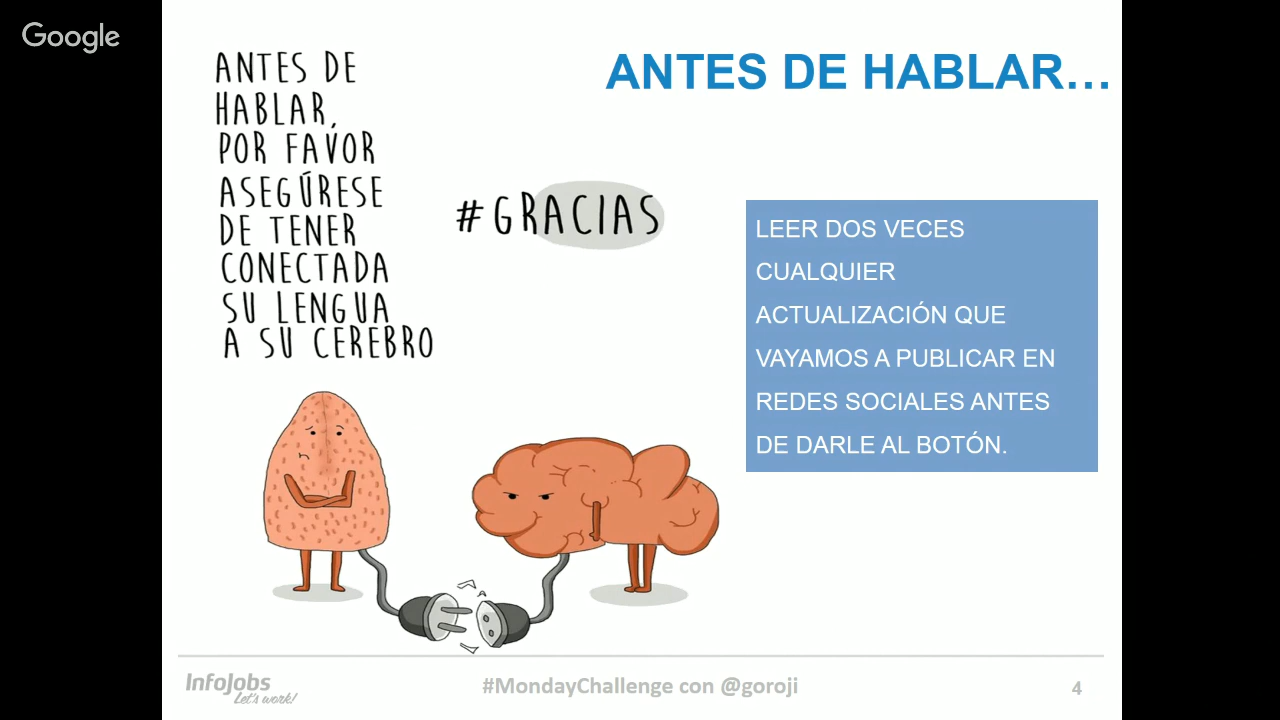 Google
ANTES DE HABLAR...
ANTES DE
HABLAR,
POR FAVOR
ASEGÚRESE
DE TENER
CONECTADA
SU LENGUA
A SU CEREBRO
#GRACIAS
LEER DOS VECES
CUALQUIER
ACTUALIZACIÓN QUE
VAYAMOS A PUBLICAR EN
REDES SOCIALES ANTES
DE DARLE AL BOTÓN.
InfoJobs
Let's work!
#MondayChallenge con @goroji
4